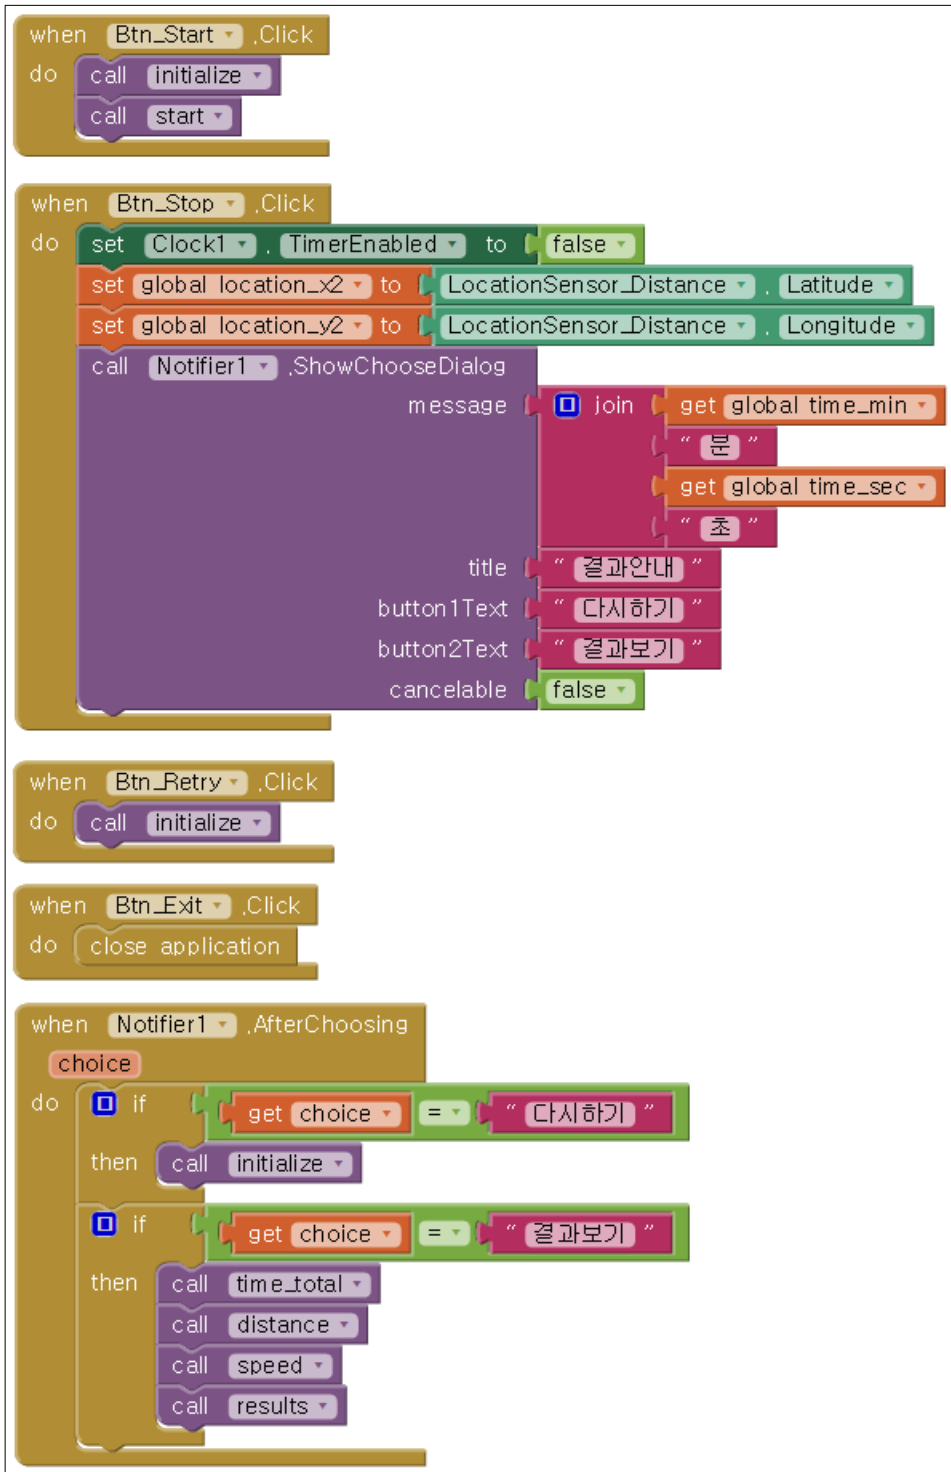 when Btn_Start .Click
do call initialize
call start
when Btn_Stop .Click
do set Clock1 . TimerEnabled to false
set global location_x2 to LocationSensor_Distance . Latitude
set global location_y2 to LocationSensor_Distance . Longitude
call Notifier1 .ShowChooseDialog
message join get global time_min
" 분 "
get global time_sec
" 초 "
title " 결과안내 "
button1Text " 다시하기 "
button2Text " 결과보기 "
cancelable false
when Btn_Retry .Click
do call initialize
when Btn_Exit .Click
do close application
when Notifier1 .AfterChoosing
choice
do if get choice = " 다시하기 "
then call initialize
if get choice = " 결과보기 "
then call time_total
call distance
call speed
call results